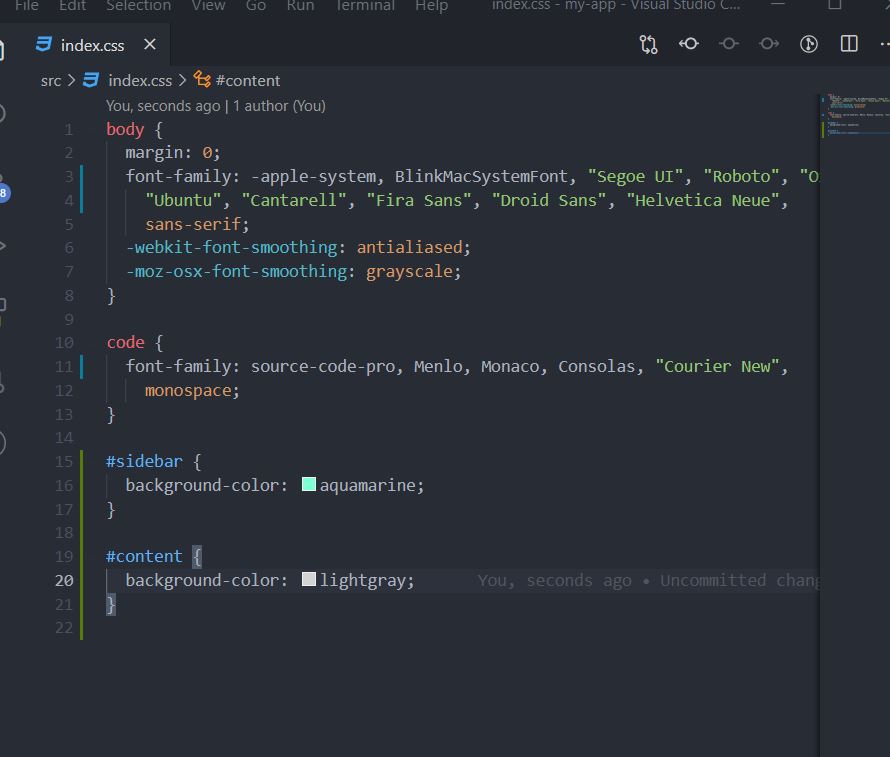 File Edit Selection View Go Run Terminal Help index.css - my-app - Visual Studio C...
index.css
src > index.css > #content
You, seconds ago | 1 author (You)
1 body {
2 margin: 0;
3 font-family: -apple-system, BlinkMacSystemFont, "Segoe UI", "Roboto", "O
4 "Ubuntu", "Cantarell", "Fira Sans", "Droid Sans", "Helvetica Neue",
5 sans-serif;
6 -webkit-font-smoothing: antialiased;
7 -moz-osx-font-smoothing: grayscale;
8 }
9
10 code {
11 font-family: source-code-pro, Menlo, Monaco, Consolas, "Courier New",
12 monospace;
13 }
14
15 #sidebar {
16 background-color: aquamarine;
17 }
18
19 #content {
20 background-color: lightgray; You, seconds ago • Uncommitted chang
21 }
22
8